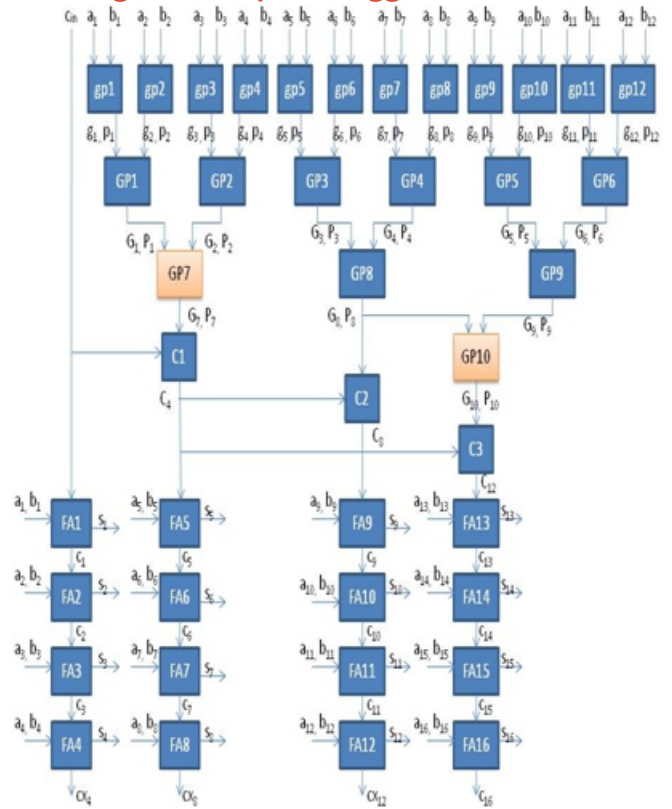 c_in a₁ b₁ a₂ b₂ a₃ b₃ a₄ b₄ a₅ b₅ a₆ b₆ a₇ b₇ a₈ b₈ a₉ b₉ a₁₀ b₁₀ a₁₁ b₁₁ a₁₂ b₁₂
gp1 gp2 gp3 gp4 gp5 gp6 gp7 gp8 gp9 gp10 gp11 gp12
g₁, p₁ g₂, p₂ g₃, p₃ g₄, p₄ g₅, p₅ g₆, p₆ g₇, p₇ g₈, p₈ g₉, p₉ g₁₀, p₁₀ g₁₁, p₁₁ g₁₂, p₁₂
GP1 GP2 GP3 GP4 GP5 GP6
G₁, P₁ G₂, P₂ G₃, P₃ G₄, P₄ G₅, P₅ G₆, P₆
GP7 GP8 GP9
G₇, P₇ G₈, P₈ G₉, P₉
C1 GP10
C₄ C2 G₁₀, P₁₀
C₈ C3
C₁₂
a₁, b₁ FA1 s₁ a₅, b₅ FA5 s₅ a₉, b₉ FA9 s₉ a₁₃, b₁₃ FA13 s₁₃
c₁ c₅ c₉ c₁₃
a₂, b₂ FA2 s₂ a₆, b₆ FA6 s₆ a₁₀, b₁₀ FA10 s₁₀ a₁₄, b₁₄ FA14 s₁₄
c₂ c₆ c₁₀ c₁₄
a₃, b₃ FA3 s₃ a₇, b₇ FA7 s₇ a₁₁, b₁₁ FA11 s₁₁ a₁₅, b₁₅ FA15 s₁₅
c₃ c₇ c₁₁ c₁₅
a₄, b₄ FA4 s₄ a₈, b₈ FA8 s₈ a₁₂, b₁₂ FA12 s₁₂ a₁₆, b₁₆ FA16 s₁₆
cx₄ cx₈ cx₁₂ c₁₆